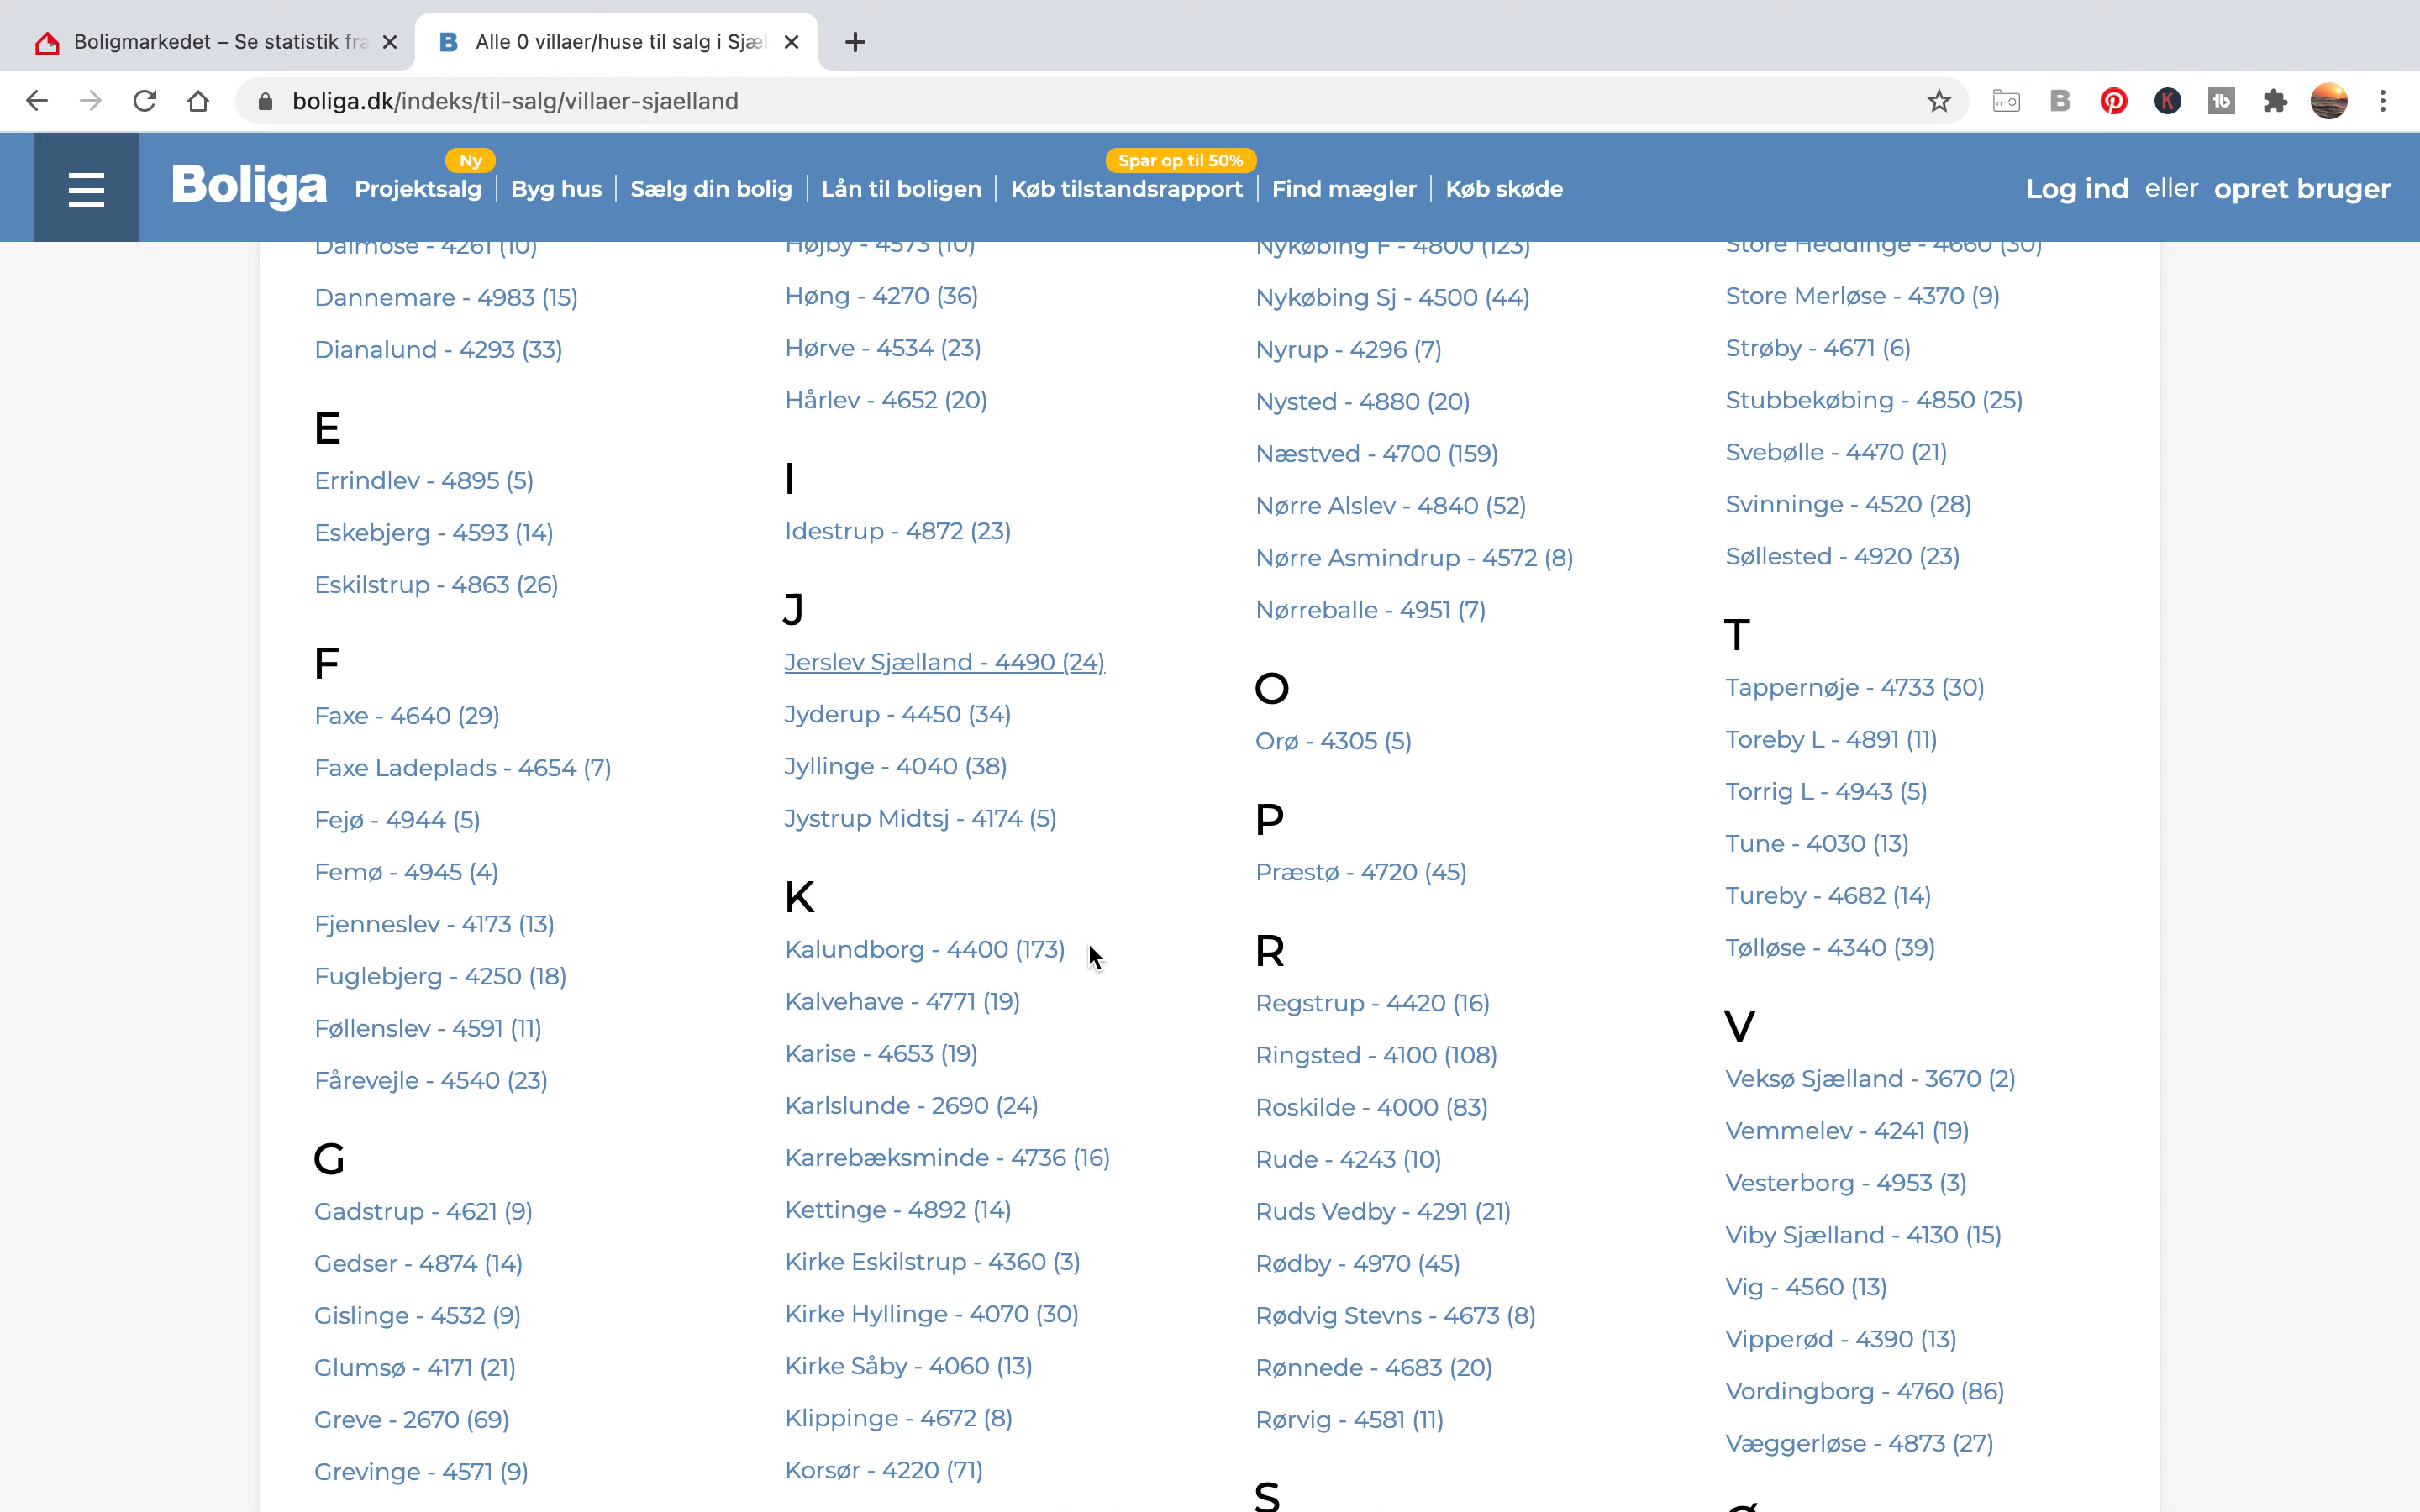 Boligmarkedet – Se statistik fra
Alle 0 villaer/huse til salg i Sjæl
boliga.dk/indeks/til-salg/villaer-sjaelland
Ny
Spar op til 50%
Boliga
Projektsalg
Byg hus
Sælg din bolig
Lån til boligen
Køb tilstandsrapport
Find mægler
Køb skøde
Log ind eller opret bruger
Dalmose - 4261 (10)
Dannemare - 4983 (15)
Dianalund - 4293 (33)
E
Errindlev - 4895 (5)
Eskebjerg - 4593 (14)
Eskilstrup - 4863 (26)
F
Faxe - 4640 (29)
Faxe Ladeplads - 4654 (7)
Fejø - 4944 (5)
Femø - 4945 (4)
Fjenneslev - 4173 (13)
Fuglebjerg - 4250 (18)
Føllenslev - 4591 (11)
Fårevejle - 4540 (23)
G
Gadstrup - 4621 (9)
Gedser - 4874 (14)
Gislinge - 4532 (9)
Glumsø - 4171 (21)
Greve - 2670 (69)
Grevinge - 4571 (9)
Højby - 4573 (10)
Høng - 4270 (36)
Hørve - 4534 (23)
Hårlev - 4652 (20)
I
Idestrup - 4872 (23)
J
Jerslev Sjælland - 4490 (24)
Jyderup - 4450 (34)
Jyllinge - 4040 (38)
Jystrup Midtsj - 4174 (5)
K
Kalundborg - 4400 (173)
Kalvehave - 4771 (19)
Karise - 4653 (19)
Karlslunde - 2690 (24)
Karrebæksminde - 4736 (16)
Kettinge - 4892 (14)
Kirke Eskilstrup - 4360 (3)
Kirke Hyllinge - 4070 (30)
Kirke Såby - 4060 (13)
Klippinge - 4672 (8)
Korsør - 4220 (71)
Nykøbing F - 4800 (123)
Nykøbing Sj - 4500 (44)
Nyrup - 4296 (7)
Nysted - 4880 (20)
Næstved - 4700 (159)
Nørre Alslev - 4840 (52)
Nørre Asmindrup - 4572 (8)
Nørreballe - 4951 (7)
O
Orø - 4305 (5)
P
Præstø - 4720 (45)
R
Regstrup - 4420 (16)
Ringsted - 4100 (108)
Roskilde - 4000 (83)
Rude - 4243 (10)
Ruds Vedby - 4291 (21)
Rødby - 4970 (45)
Rødvig Stevns - 4673 (8)
Rønnede - 4683 (20)
Rørvig - 4581 (11)
S
Store Heddinge - 4660 (30)
Store Merløse - 4370 (9)
Strøby - 4671 (6)
Stubbekøbing - 4850 (25)
Svebølle - 4470 (21)
Svinninge - 4520 (28)
Søllested - 4920 (23)
T
Tappernøje - 4733 (30)
Toreby L - 4891 (11)
Torrig L - 4943 (5)
Tune - 4030 (13)
Tureby - 4682 (14)
Tølløse - 4340 (39)
V
Veksø Sjælland - 3670 (2)
Vemmelev - 4241 (19)
Vesterborg - 4953 (3)
Viby Sjælland - 4130 (15)
Vig - 4560 (13)
Vipperød - 4390 (13)
Vordingborg - 4760 (86)
Væggerløse - 4873 (27)
Ø